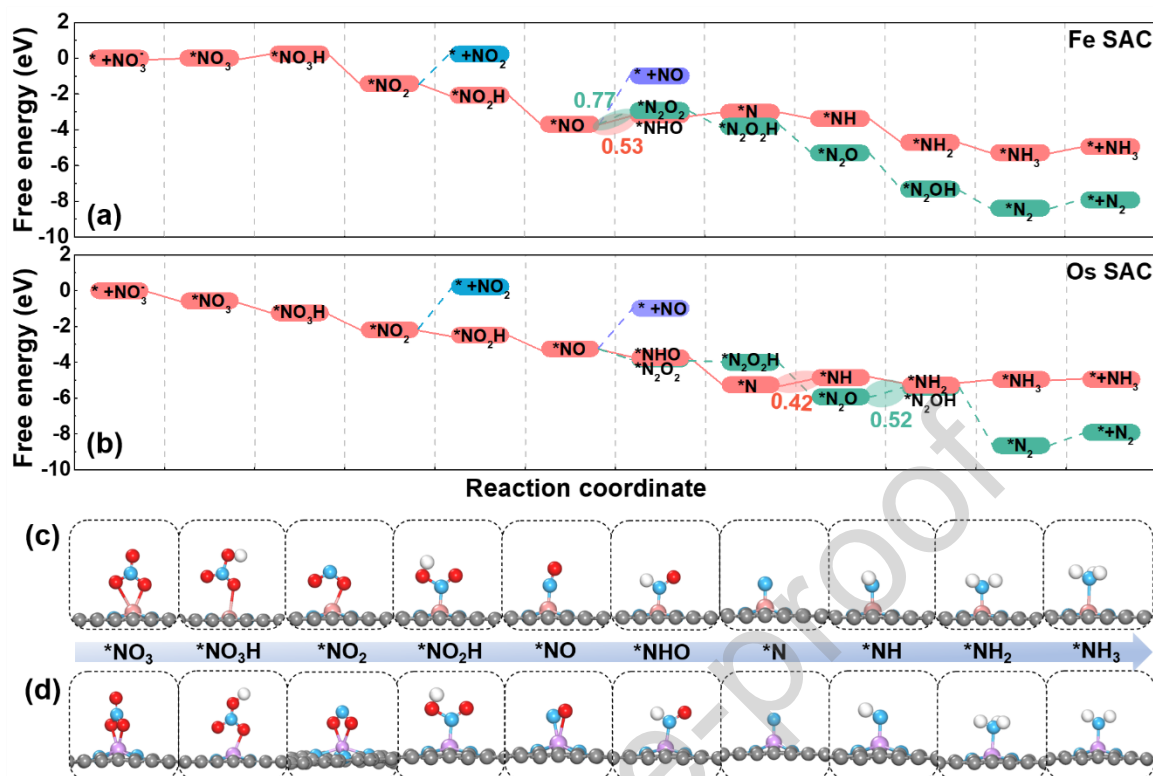 Fe SAC
Free energy (eV)
2
0
-2
-4
-6
-8
-10
* +NO₃⁻
*NO₃
*NO₃H
*NO₂
* +NO₂
*NO₂H
*NO
* +NO
*N₂O₂
*NHO
0.77
0.53
*N
*N₂O₂H
*NH
*N₂O
*NH₂
*N₂OH
*NH₃
*N₂
*+NH₃
*+N₂
(a)
Os SAC
Free energy (eV)
2
0
-2
-4
-6
-8
-10
* +NO₃⁻
*NO₃
*NO₃H
*NO₂
* +NO₂
*NO₂H
*NO
* +NO
*NHO
*N₂O₂
*N₂O₂H
*N
0.42
*NH
*N₂O
0.52
*NH₂
*N₂OH
*NH₃
*N₂
*+NH₃
*+N₂
(b)
Reaction coordinate
(c)
*NO₃ *NO₃H *NO₂ *NO₂H *NO *NHO *N *NH *NH₂ *NH₃
(d)
e-proof